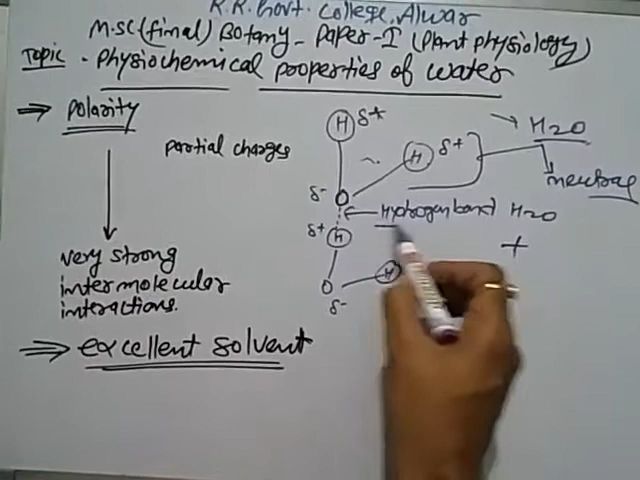 R.R. Govt. College, Alwar
M.SC (final) Botany - Paper-I (Plant physiology)
Topic - Physiochemical properties of water
⇒ Polarity
partial charges
very strong
intermolecular
interactions.
⇒ excellent solvent
H δ+
H δ+
→ H2O
neutral
δ- O
Hydrogen bond H2O
δ+ H
+
O H
δ-